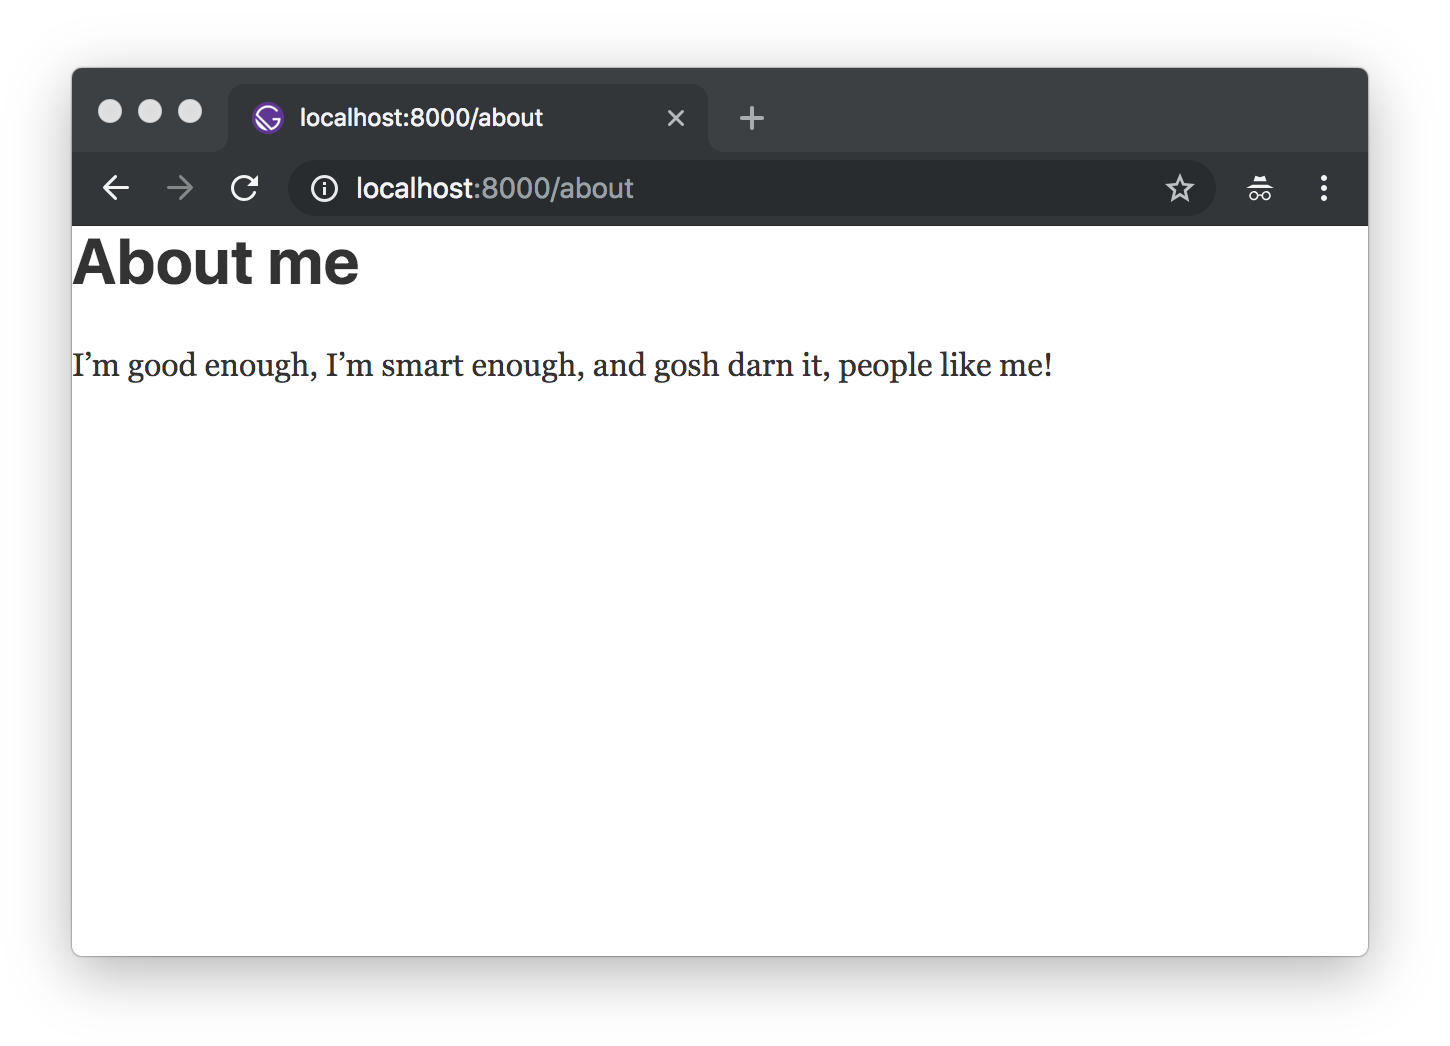 localhost:8000/about
localhost:8000/about
About me
I’m good enough, I’m smart enough, and gosh darn it, people like me!